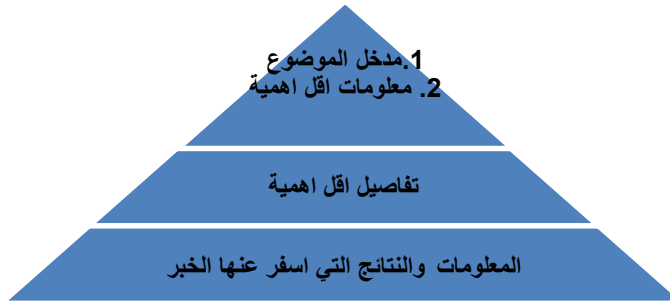 1.مدخل الموضوع
2. معلومات اقل اهمية
تفاصيل اقل اهمية
المعلومات والنتائج التي اسفر عنها الخبر